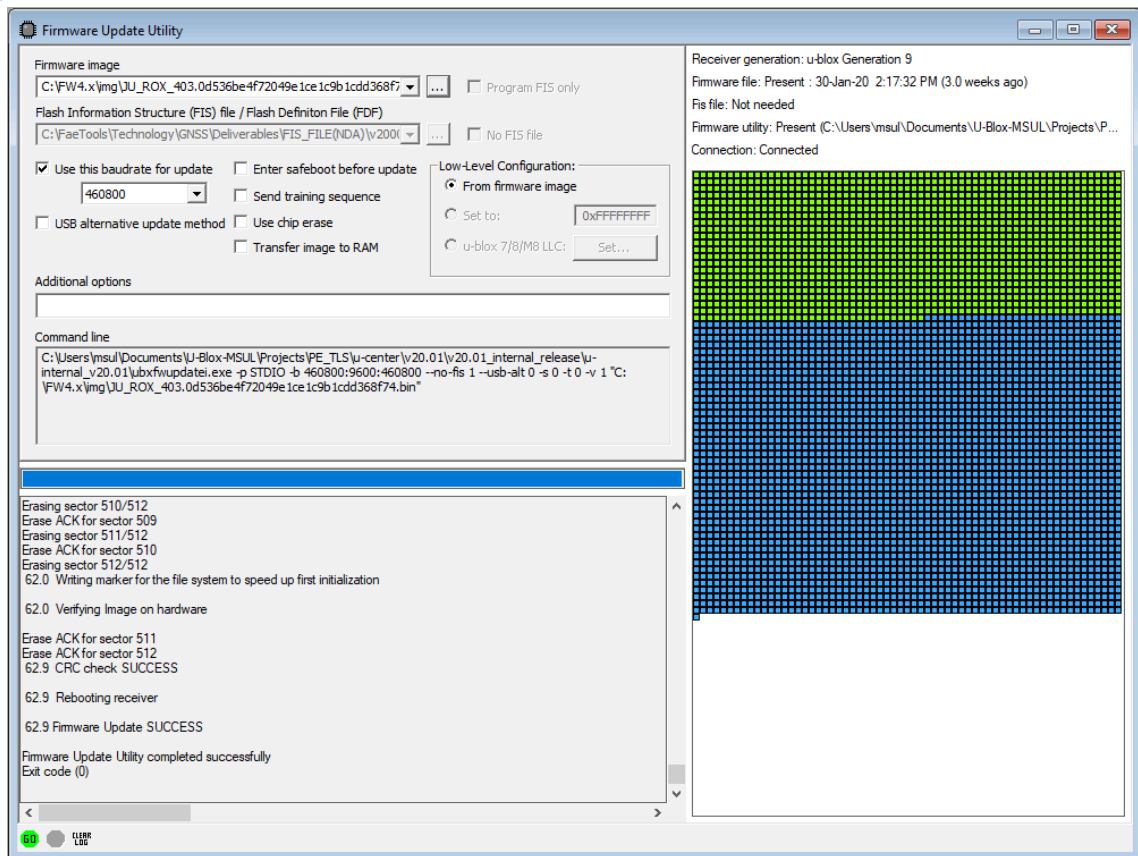 Firmware Update Utility
Firmware image
C:\FW4.x\img\JU_ROX_403.0d536be4f72049e1ce1c9b1cdd368f7
...
Program FIS only
Flash Information Structure (FIS) file / Flash Definiton File (FDF)
C:\FaeTools\Technology\GNSS\Deliverables\FIS_FILE(NDA)\v200(
...
No FIS file
Use this baudrate for update
460800
USB alternative update method
Enter safeboot before update
Send training sequence
Use chip erase
Transfer image to RAM
Low-Level Configuration:
From firmware image
Set to:
0xFFFFFFFF
u-blox 7/8/M8 LLC:
Set...
Additional options
Command line
C:\Users\msul\Documents\U-Blox-MSUL\Projects\PE_TLS\u-center\v20.01\v20.01_internal_release\u-
internal_v20.01\ubxfwupdatei.exe -p STDIO -b 460800:9600:460800 --no-fis 1 --usb-alt 0 -s 0 -t 0 -v 1 "C:
\FW4.x\img\JU_ROX_403.0d536be4f72049e1ce1c9b1cdd368f74.bin"
Erasing sector 510/512
Erase ACK for sector 509
Erasing sector 511/512
Erase ACK for sector 510
Erasing sector 512/512
62.0 Writing marker for the file system to speed up first initialization
62.0 Verifying Image on hardware
Erase ACK for sector 511
Erase ACK for sector 512
62.9 CRC check SUCCESS
62.9 Rebooting receiver
62.9 Firmware Update SUCCESS
Firmware Update Utility completed successfully
Exit code (0)
GO
CLEAR
LOG
Receiver generation: u-blox Generation 9
Firmware file: Present : 30-Jan-20 2:17:32 PM (3.0 weeks ago)
Fis file: Not needed
Firmware utility: Present (C:\Users\msul\Documents\U-Blox-MSUL\Projects\P...
Connection: Connected